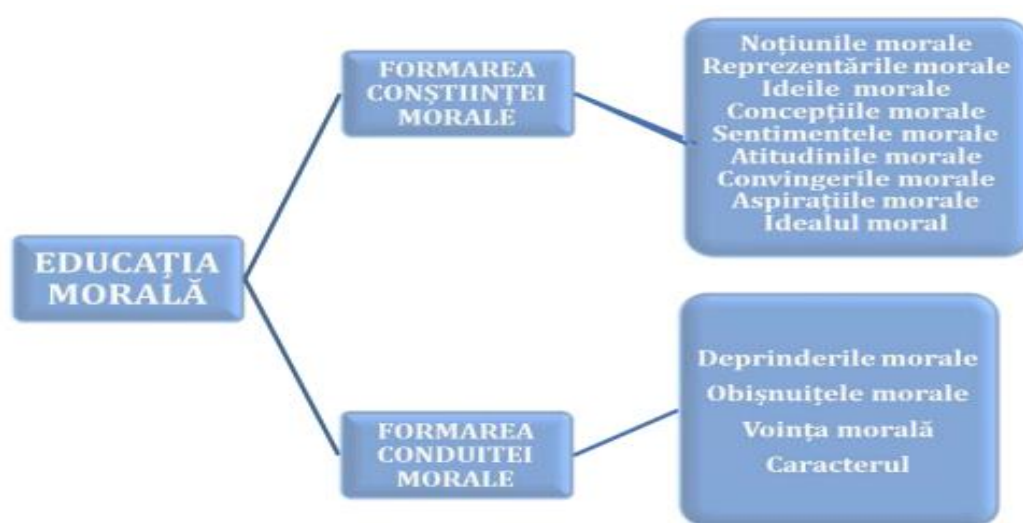 EDUCAȚIA
MORALĂ
FORMAREA
CONȘTIINȚEI
MORALE
Noțiunile morale
Reprezentările morale
Ideile morale
Concepțiile morale
Sentimentele morale
Atitudinile morale
Convingerile morale
Aspirațiile morale
Idealul moral
FORMAREA
CONDUITEI
MORALE
Deprinderile morale
Obișnuițele morale
Voința morală
Caracterul